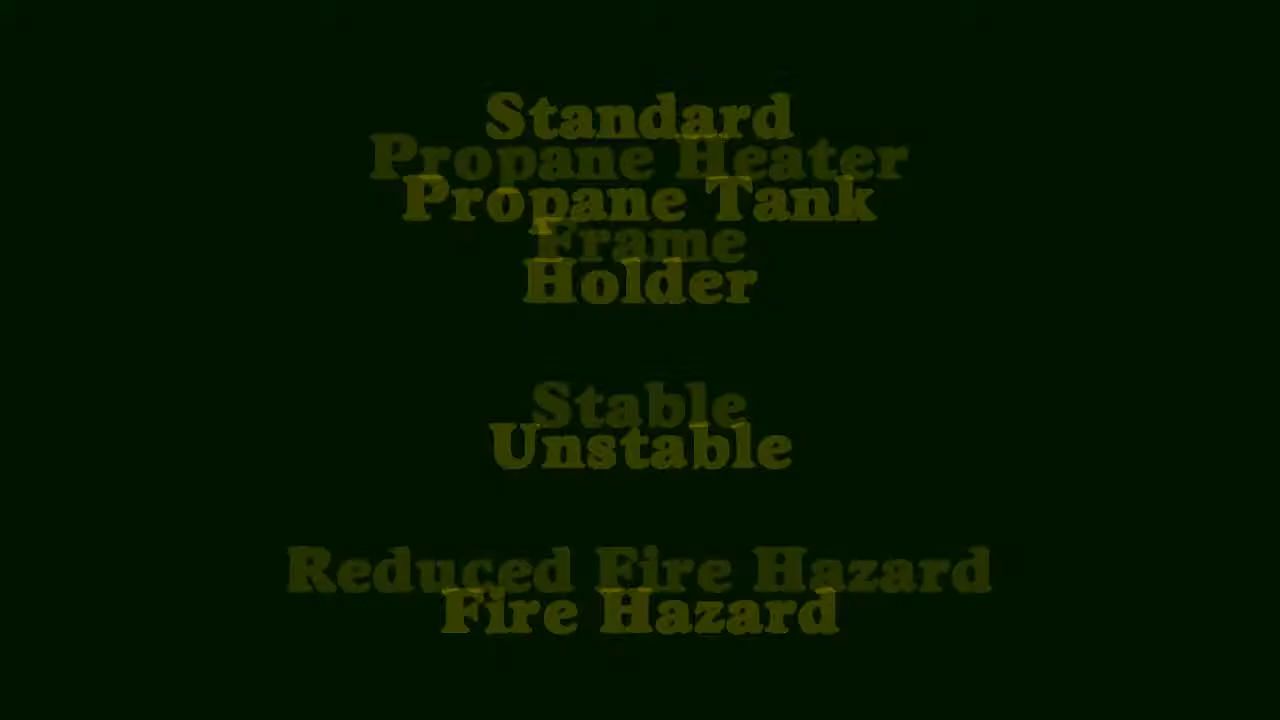 Standard
Propane Heater
Propane Tank
Frame
Holder
Stable
Unstable
Reduced Fire Hazard
Fire Hazard